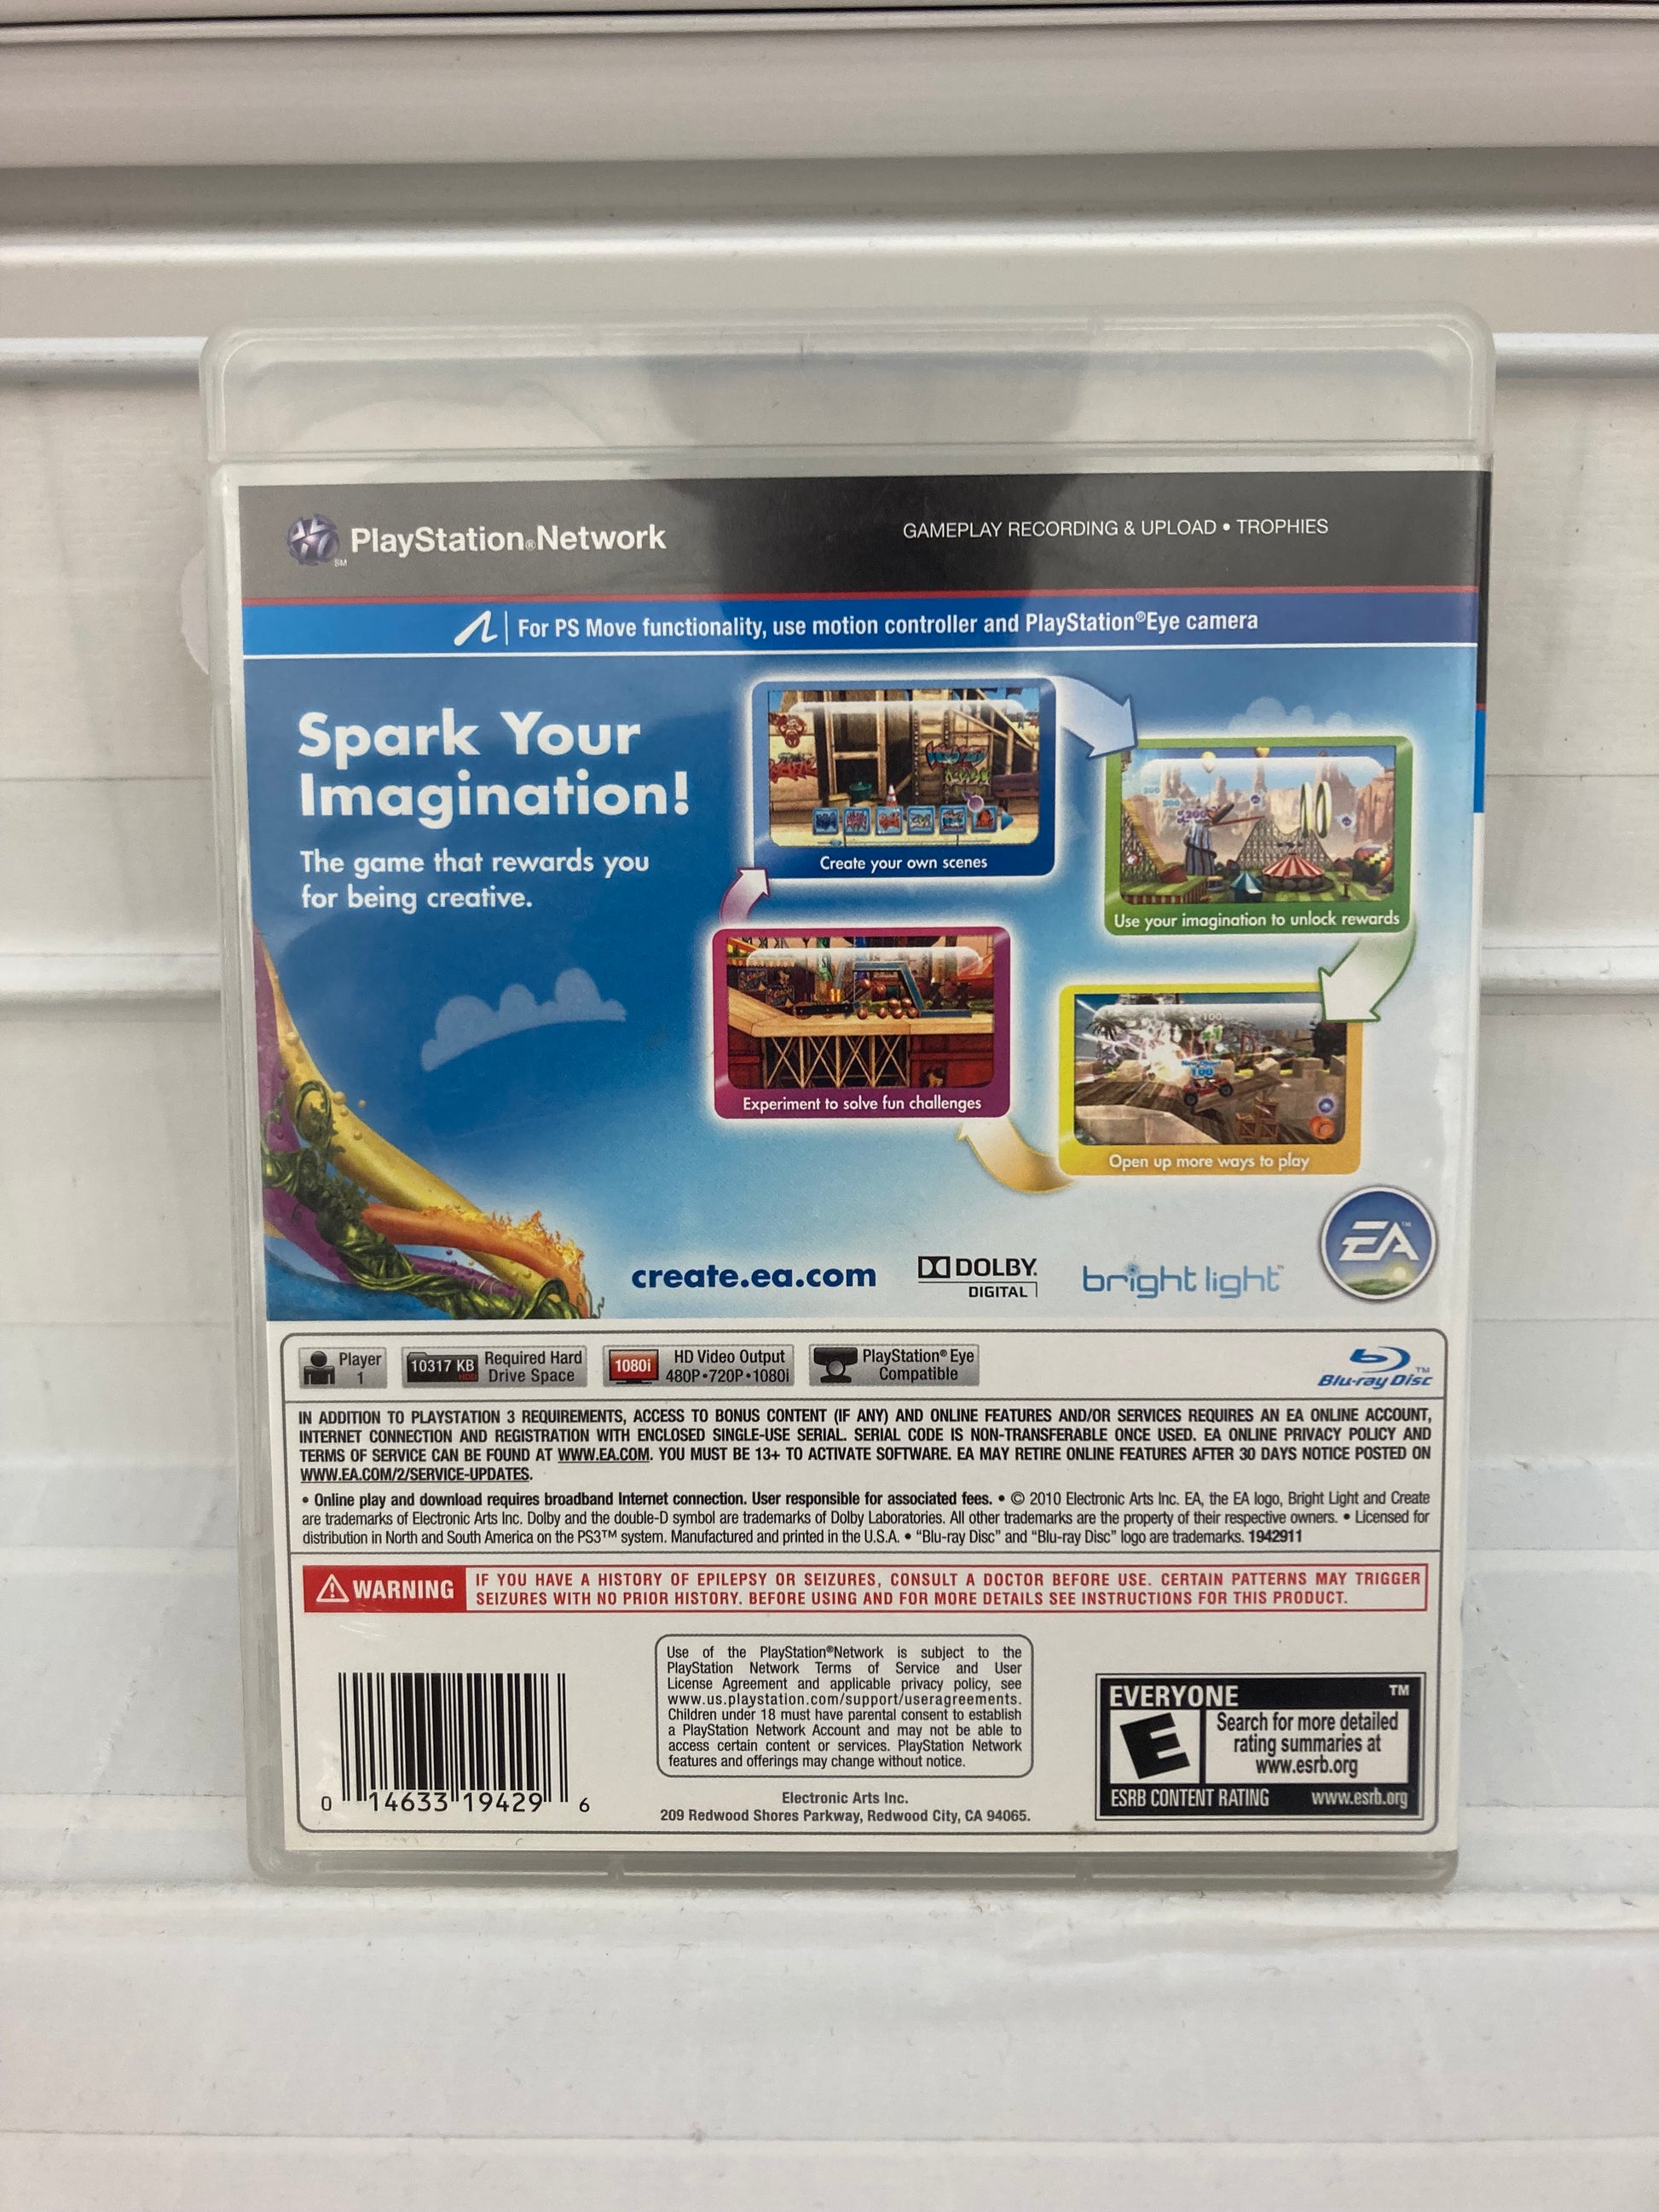 PlayStation®Network
SM
GAMEPLAY RECORDING & UPLOAD • TROPHIES
For PS Move functionality, use motion controller and PlayStation®Eye camera
Spark Your
Imagination!
The game that rewards you
for being creative.
Create your own scenes
Use your imagination to unlock rewards
Experiment to solve fun challenges
100
Open up more ways to play
create.ea.com
DOLBY
DIGITAL
bright light™
EA™
Player
1
10317 KB
Required Hard
Drive Space
1080i
HD Video Output
480P•720P•1080i
PlayStation®Eye
Compatible
Blu-ray Disc™
IN ADDITION TO PLAYSTATION 3 REQUIREMENTS, ACCESS TO BONUS CONTENT (IF ANY) AND ONLINE FEATURES AND/OR SERVICES REQUIRES AN EA ONLINE ACCOUNT,
INTERNET CONNECTION AND REGISTRATION WITH ENCLOSED SINGLE-USE SERIAL. SERIAL CODE IS NON-TRANSFERABLE ONCE USED. EA ONLINE PRIVACY POLICY AND
TERMS OF SERVICE CAN BE FOUND AT WWW.EA.COM. YOU MUST BE 13+ TO ACTIVATE SOFTWARE. EA MAY RETIRE ONLINE FEATURES AFTER 30 DAYS NOTICE POSTED ON
WWW.EA.COM/2/SERVICE-UPDATES.
• Online play and download requires broadband Internet connection. User responsible for associated fees. • © 2010 Electronic Arts Inc. EA, the EA logo, Bright Light and Create
are trademarks of Electronic Arts Inc. Dolby and the double-D symbol are trademarks of Dolby Laboratories. All other trademarks are the property of their respective owners. • Licensed for
distribution in North and South America on the PS3™ system. Manufactured and printed in the U.S.A. • “Blu-ray Disc” and “Blu-ray Disc” logo are trademarks. 1942911
WARNING
IF YOU HAVE A HISTORY OF EPILEPSY OR SEIZURES, CONSULT A DOCTOR BEFORE USE. CERTAIN PATTERNS MAY TRIGGER
SEIZURES WITH NO PRIOR HISTORY. BEFORE USING AND FOR MORE DETAILS SEE INSTRUCTIONS FOR THIS PRODUCT.
0 14633 19429 6
Use of the PlayStation®Network is subject to the
PlayStation Network Terms of Service and User
License Agreement and applicable privacy policy, see
www.us.playstation.com/support/useragreements.
Children under 18 must have parental consent to establish
a PlayStation Network Account and may not be able to
access certain content or services. PlayStation Network
features and offerings may change without notice.
Electronic Arts Inc.
209 Redwood Shores Parkway, Redwood City, CA 94065.
EVERYONE ™
E
Search for more detailed
rating summaries at
www.esrb.org
ESRB CONTENT RATING www.esrb.org